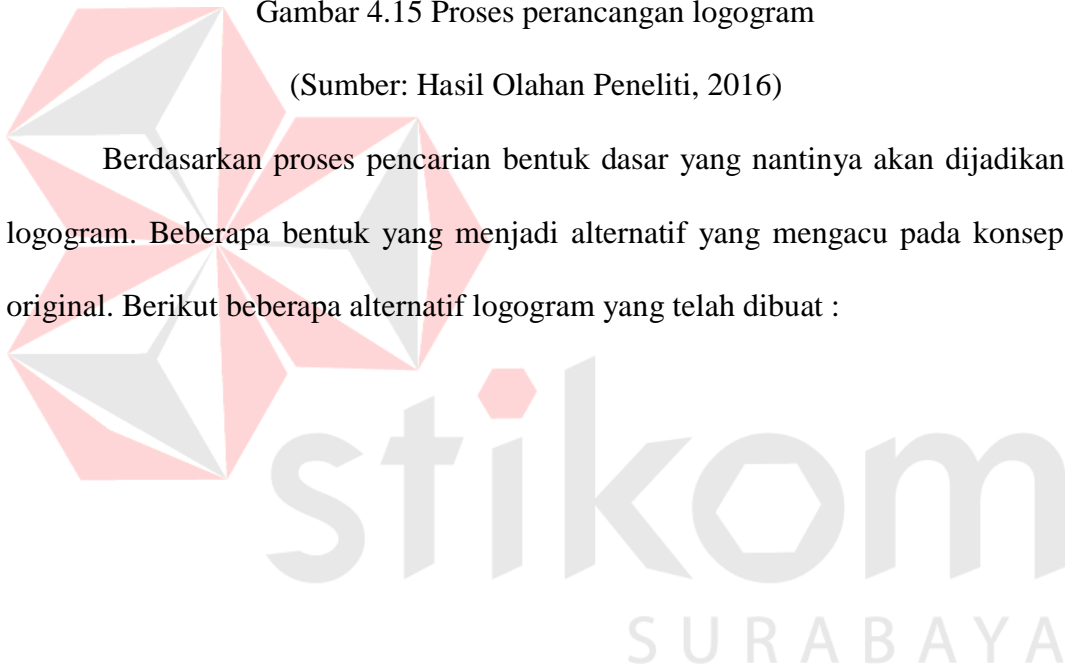 Gambar 4.15 Proses perancangan logogram
(Sumber: Hasil Olahan Peneliti, 2016)
Berdasarkan proses pencarian bentuk dasar yang nantinya akan dijadikan
logogram. Beberapa bentuk yang menjadi alternatif yang mengacu pada konsep
original. Berikut beberapa alternatif logogram yang telah dibuat :
stikom
SURABAYA